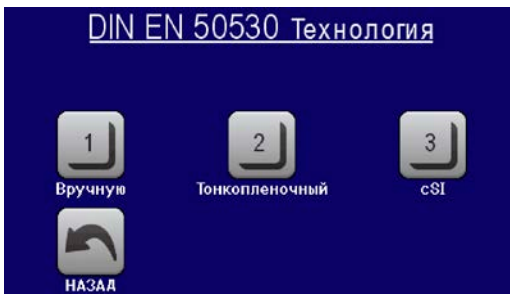 DIN EN 50530 Технология
1 2 3
Вручную Тонкопленочный cSI
НАЗАД